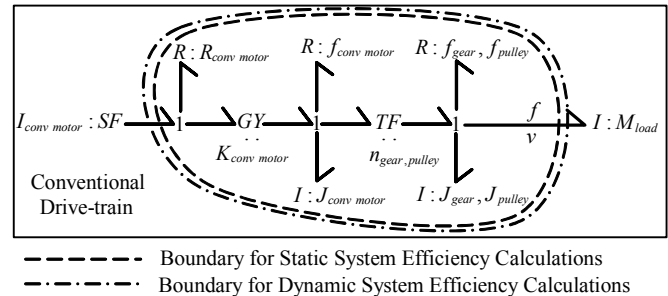 R : R_conv motor R : f_conv motor R : f_gear , f_pulley
I_conv motor : SF 1 GY 1 TF 1 f v I : M_load
.. K_conv motor .. n_gear,pulley
I : J_conv motor I : J_gear , J_pulley
Conventional
Drive-train
Boundary for Static System Efficiency Calculations
Boundary for Dynamic System Efficiency Calculations